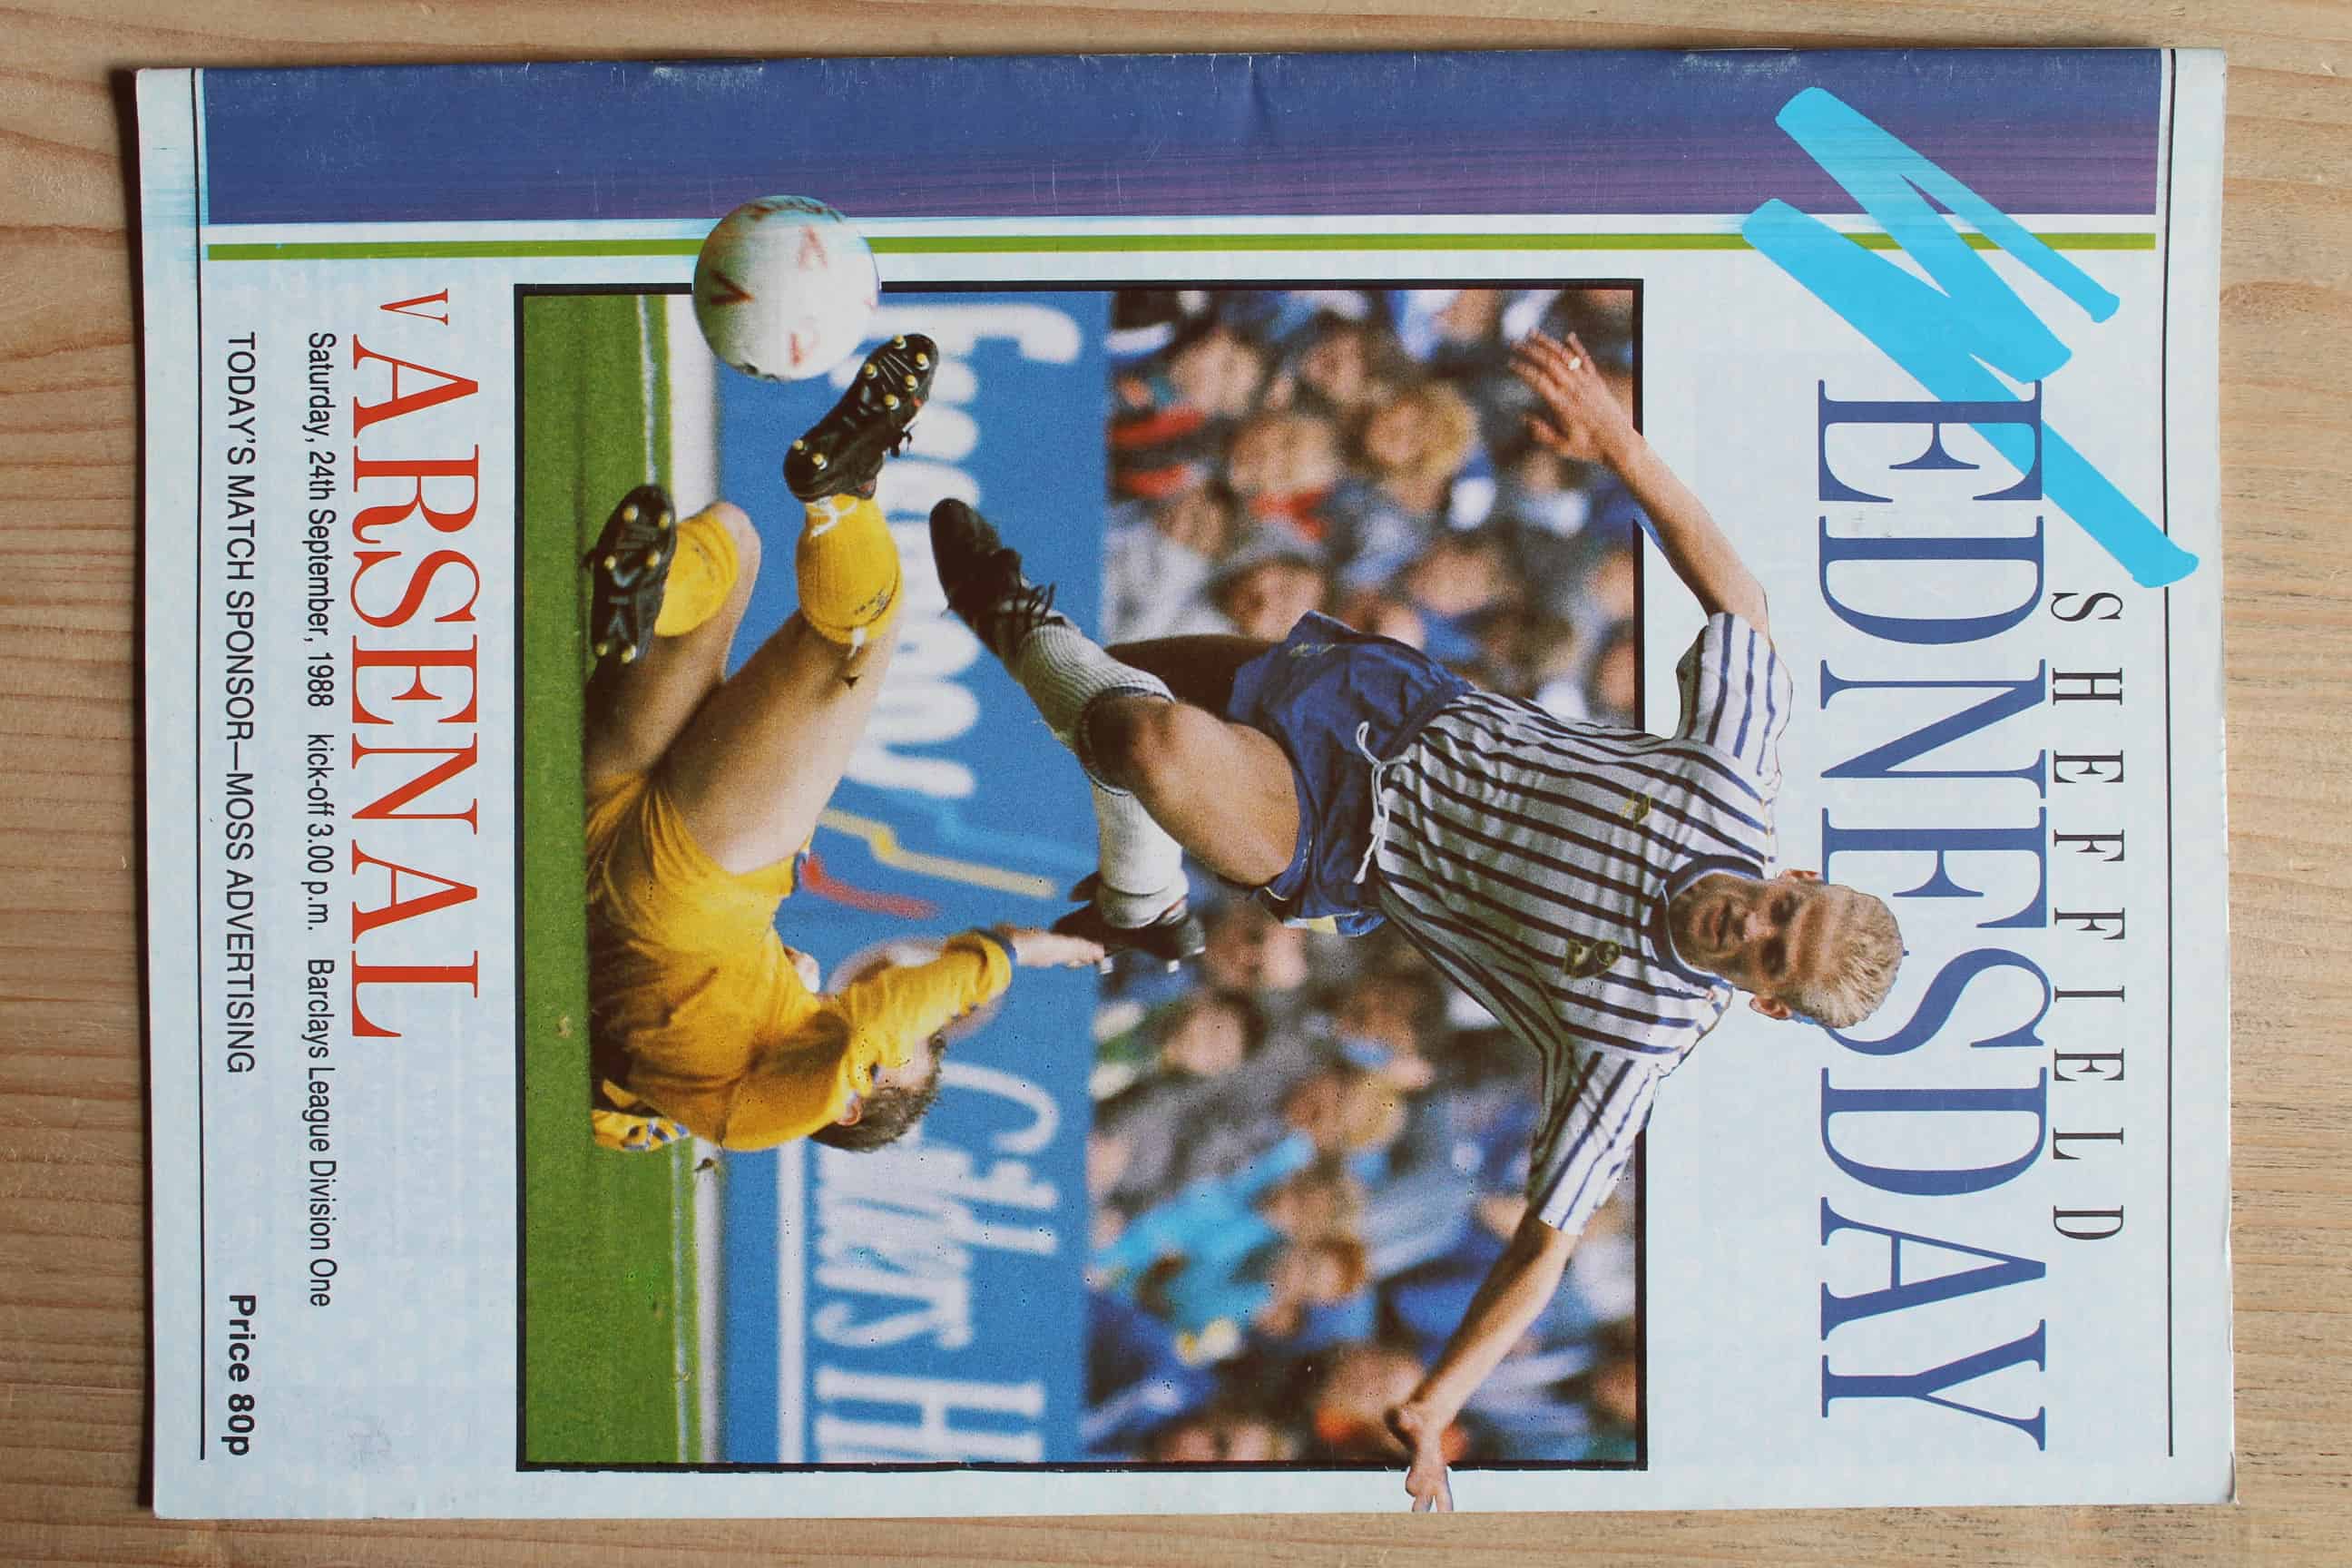 SHEFFIELD
WEDNESDAY
V ARSENAL
Saturday, 24th September, 1988 kick-off 3.00 p.m. Barclays League Division One
TODAY'S MATCH SPONSOR—MOSS ADVERTISING Price 80p